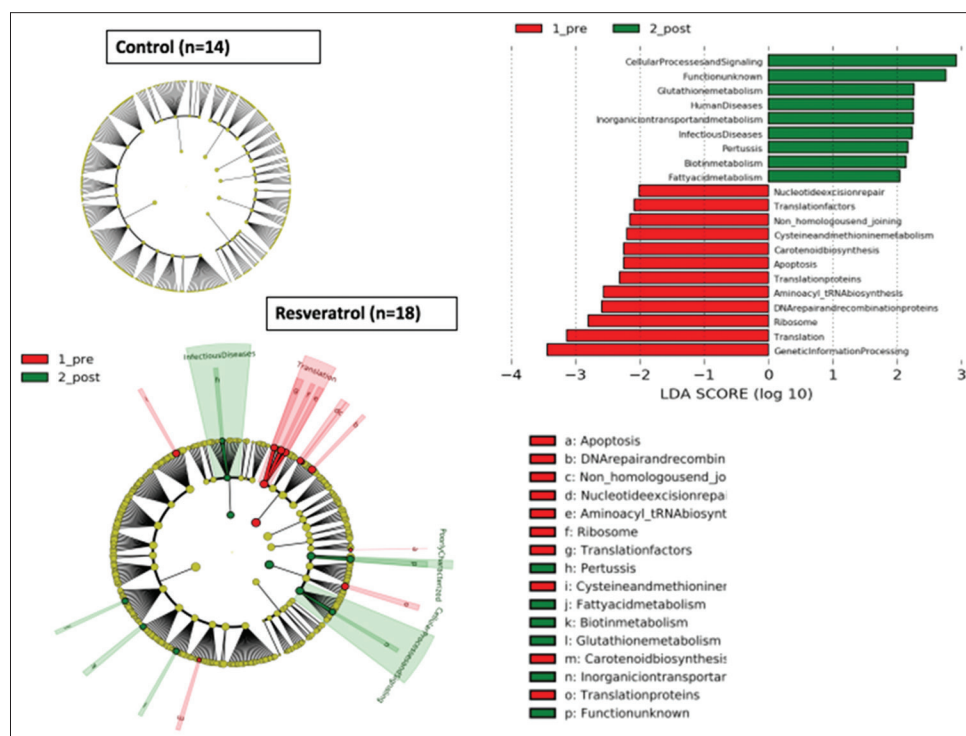 Control (n=14)
1_pre
2_post
CellularProcessesandSignaling
Functionunknown
Glutathionemetabolism
HumanDiseases
Inorganiciontransportandmetabolism
InfectiousDiseases
Pertussis
Biotinmetabolism
Fattyacidmetabolism
Nucleotideexcisionrepair
Translationfactors
Non_homologousend_joining
Cysteineandmethioninemetabolism
Carotenoidbiosynthesis
Apoptosis
Translationproteins
Aminoacyl_tRNAbiosynthesis
DNArepairandrecombinationproteins
Ribosome
Translation
GeneticInformationProcessing
−4 −3 −2 −1 0 1 2 3
LDA SCORE (log 10)
Resveratrol (n=18)
1_pre
2_post
InfectiousDiseases
Translation
PoorlyCharacterized
CellularProcessesandSignaling
a: Apoptosis
b: DNArepairandrecombin
c: Non_homologousend_jo
d: Nucleotideexcisionrepai
e: Aminoacyl_tRNAbiosynt
f: Ribosome
g: Translationfactors
h: Pertussis
i: Cysteineandmethioniner
j: Fattyacidmetabolism
k: Biotinmetabolism
l: Glutathionemetabolism
m: Carotenoidbiosynthesis
n: Inorganiciontransportar
o: Translationproteins
p: Functionunknown